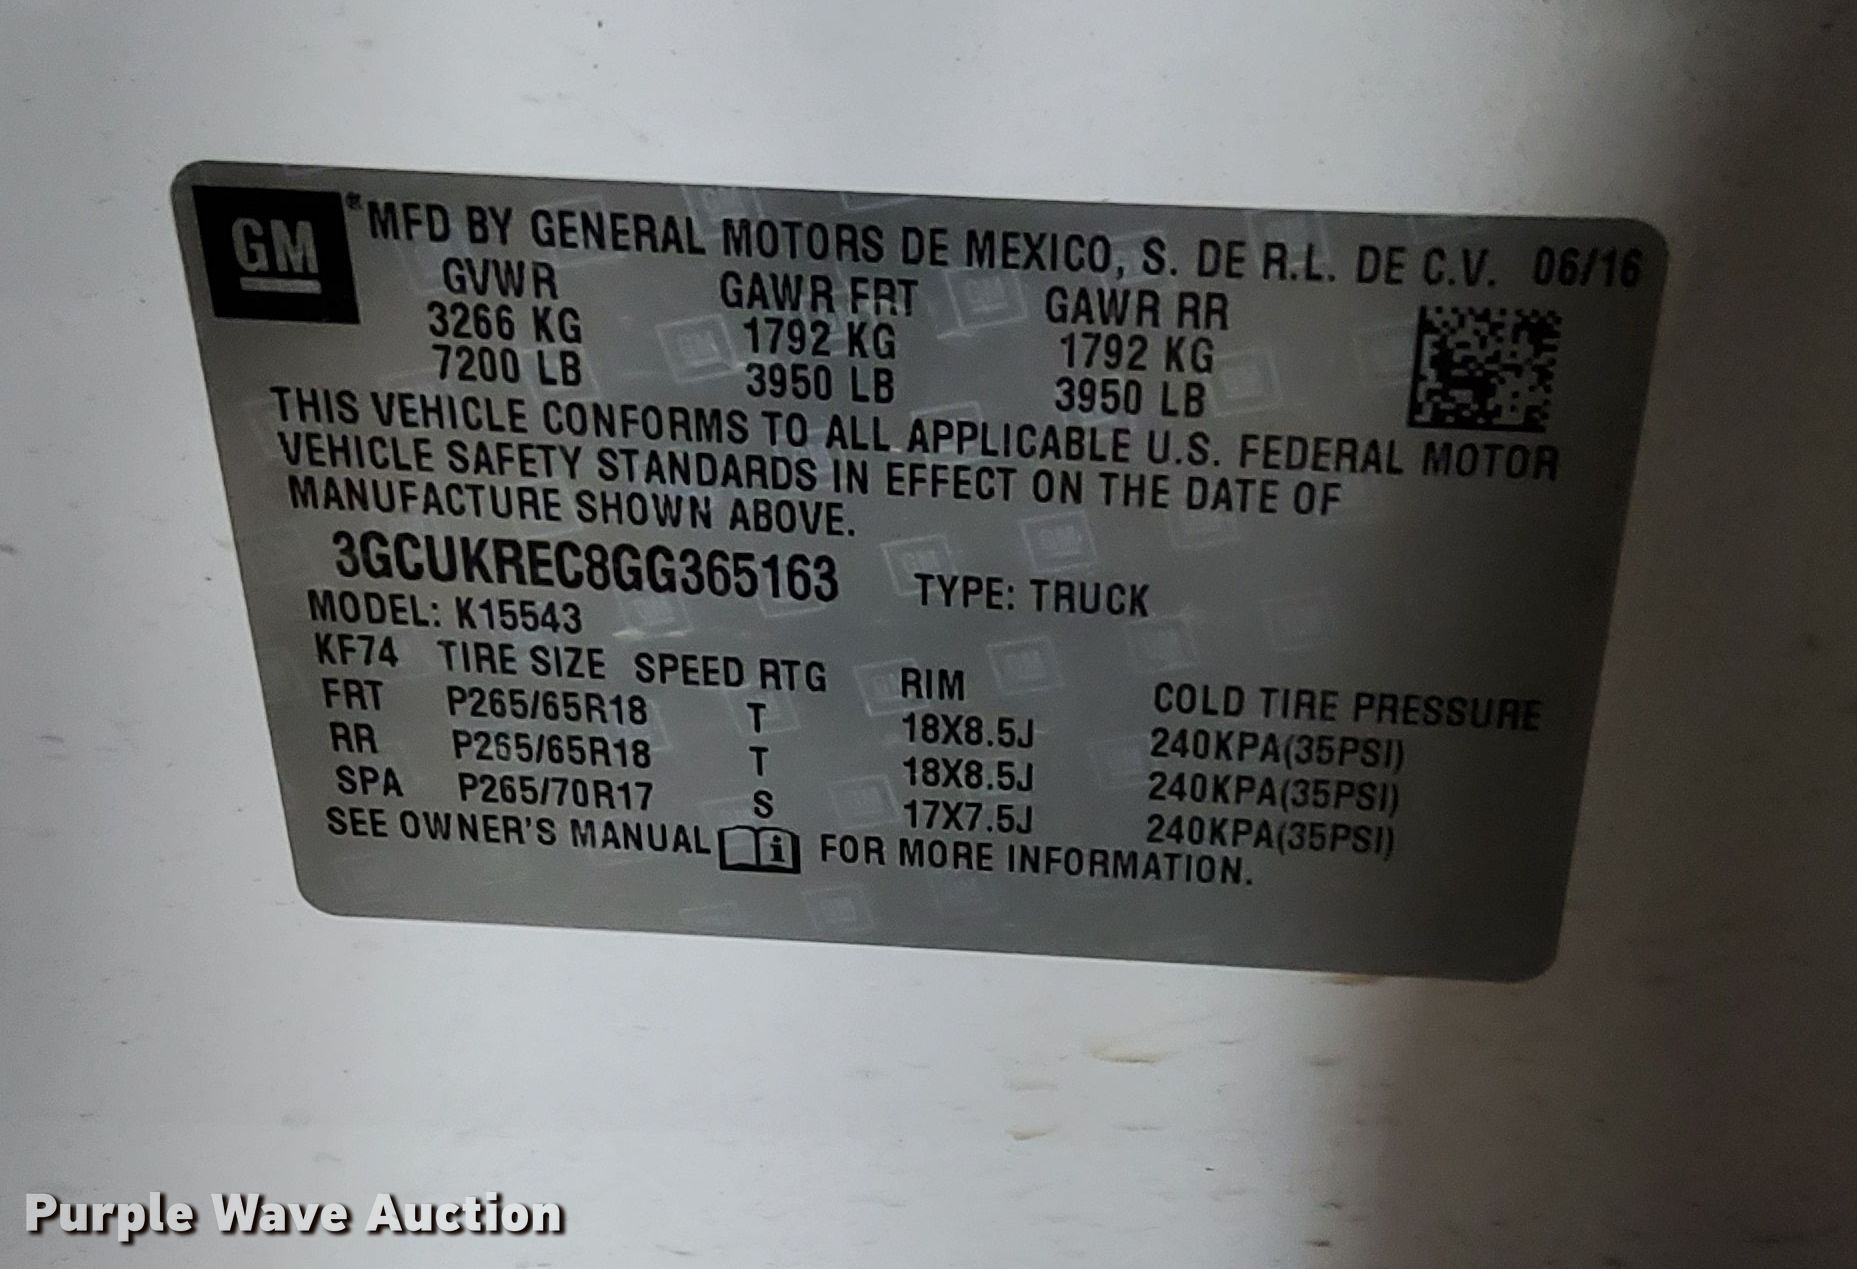 GM ® MFD BY GENERAL MOTORS DE MEXICO, S. DE R.L. DE C.V. 06/16
GVWR GAWR FRT GAWR RR
3266 KG 1792 KG 1792 KG
7200 LB 3950 LB 3950 LB
THIS VEHICLE CONFORMS TO ALL APPLICABLE U.S. FEDERAL MOTOR
VEHICLE SAFETY STANDARDS IN EFFECT ON THE DATE OF
MANUFACTURE SHOWN ABOVE.
3GCUKREC8GG365163 TYPE: TRUCK
MODEL: K15543
KF74 TIRE SIZE SPEED RTG RIM COLD TIRE PRESSURE
FRT P265/65R18 T 18X8.5J 240KPA(35PSI)
RR P265/65R18 T 18X8.5J 240KPA(35PSI)
SPA P265/70R17 S 17X7.5J 240KPA(35PSI)
SEE OWNER'S MANUAL i FOR MORE INFORMATION.
Purple Wave Auction